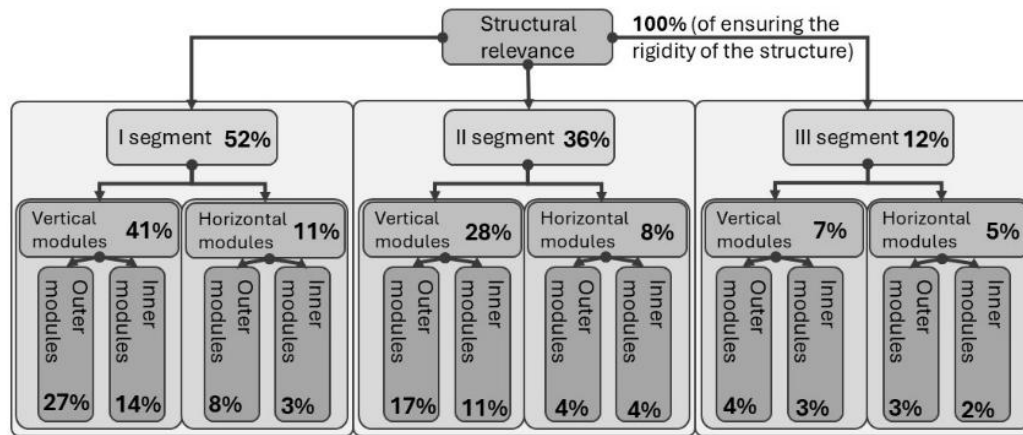 Structural
relevance
100% (of ensuring the
rigidity of the structure)
I segment 52%
Vertical
modules 41%
Horizontal
modules 11%
Outer
modules
27%
Inner
modules
14%
Outer
modules
8%
Inner
modules
3%
II segment 36%
Vertical
modules 28%
Horizontal
modules 8%
Outer
modules
17%
Inner
modules
11%
Outer
modules
4%
Inner
modules
4%
III segment 12%
Vertical
modules 7%
Horizontal
modules 5%
Outer
modules
4%
Inner
modules
3%
Outer
modules
3%
Inner
modules
2%